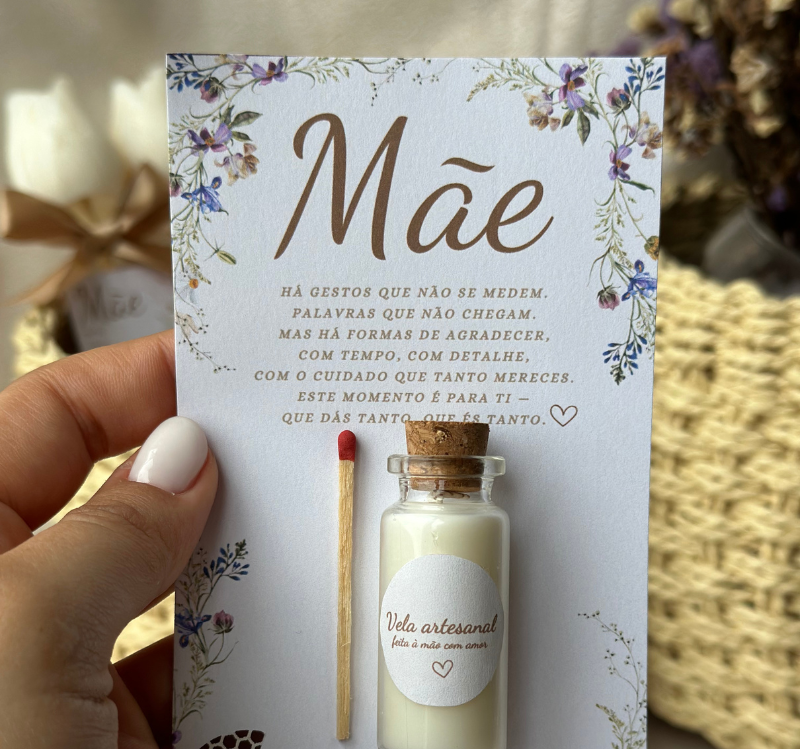 Mãe
HÁ GESTOS QUE NÃO SE MEDEM.
PALAVRAS QUE NÃO CHEGAM.
MAS HÁ FORMAS DE AGRADECER,
COM TEMPO, COM DETALHE,
COM O CUIDADO QUE TANTO MERECES.
ESTE MOMENTO É PARA TI —
QUE DÁS TANTO, QUE ÉS TANTO.
Vela artesanal
feita à mão com amor
Mãe